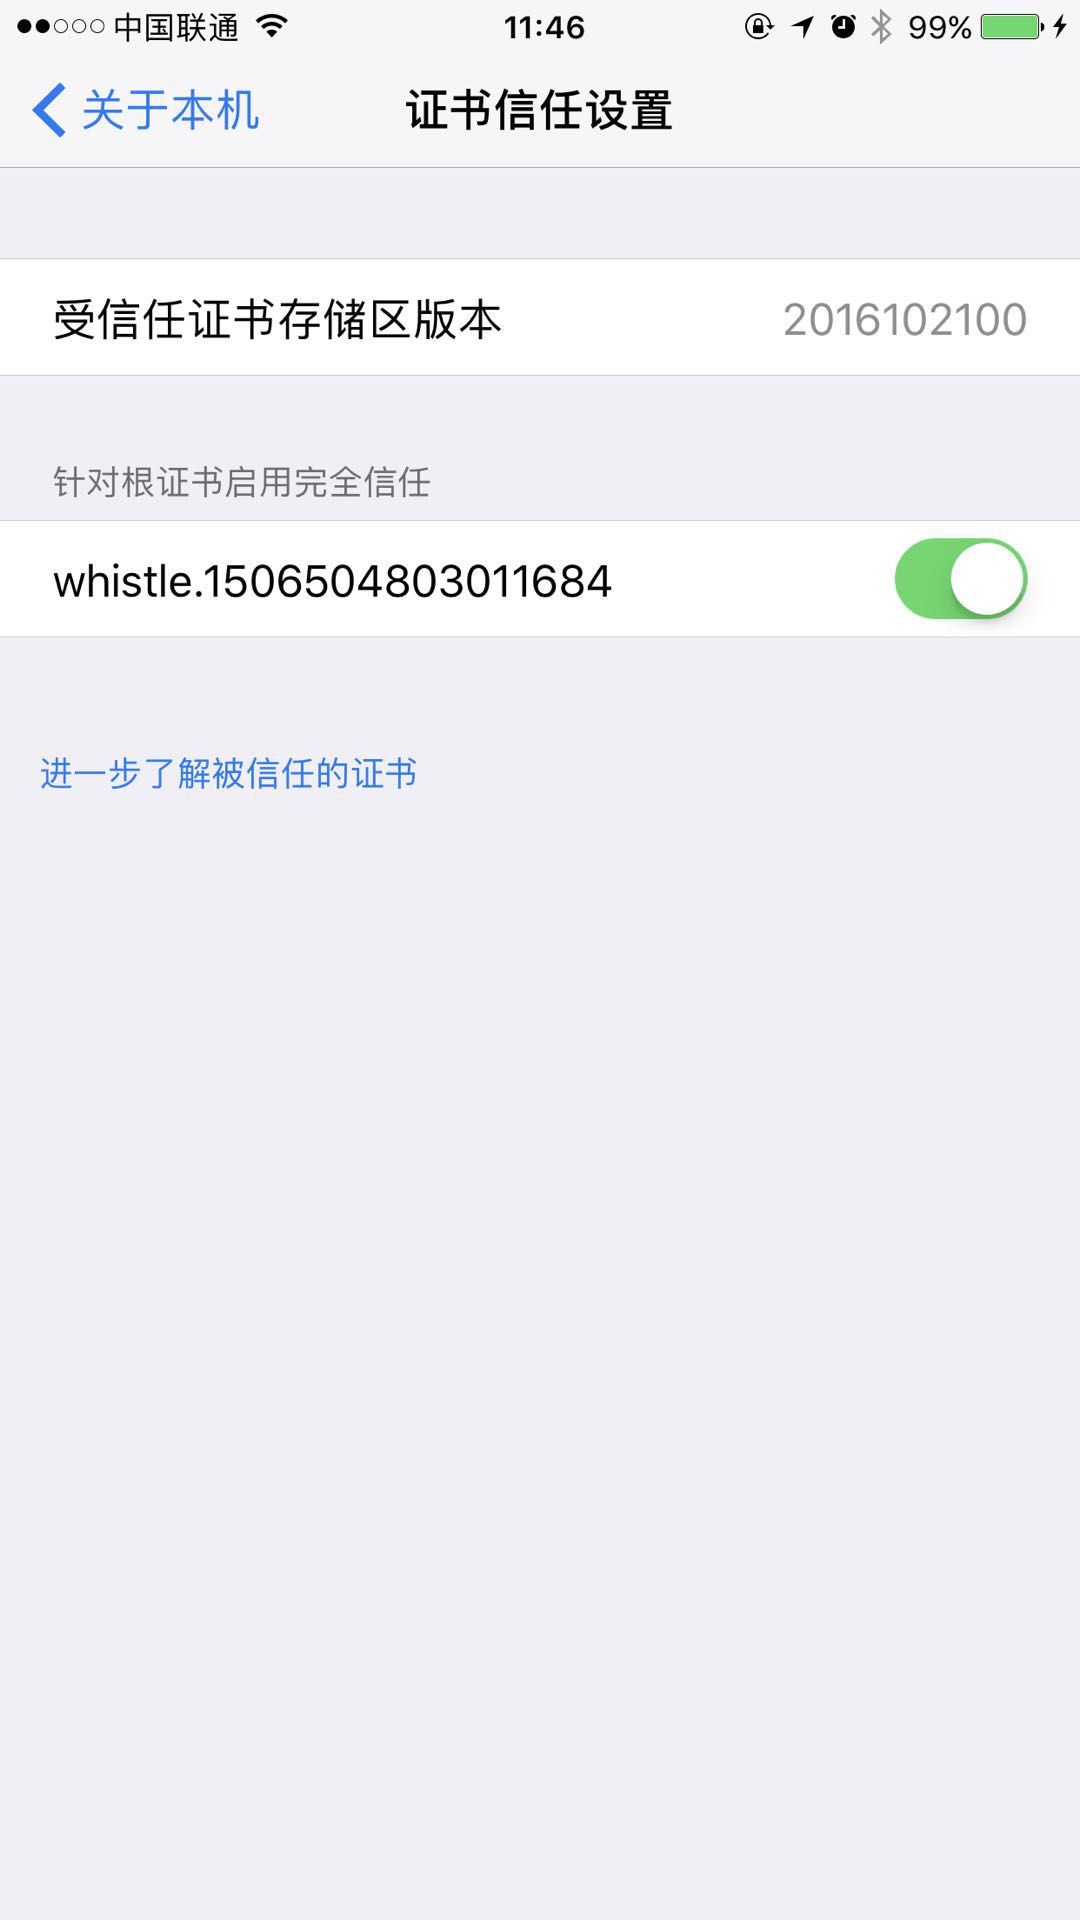 中国联通
11:46
99%
关于本机
证书信任设置
受信任证书存储区版本
2016102100
针对根证书启用完全信任
whistle.1506504803011684
进一步了解被信任的证书